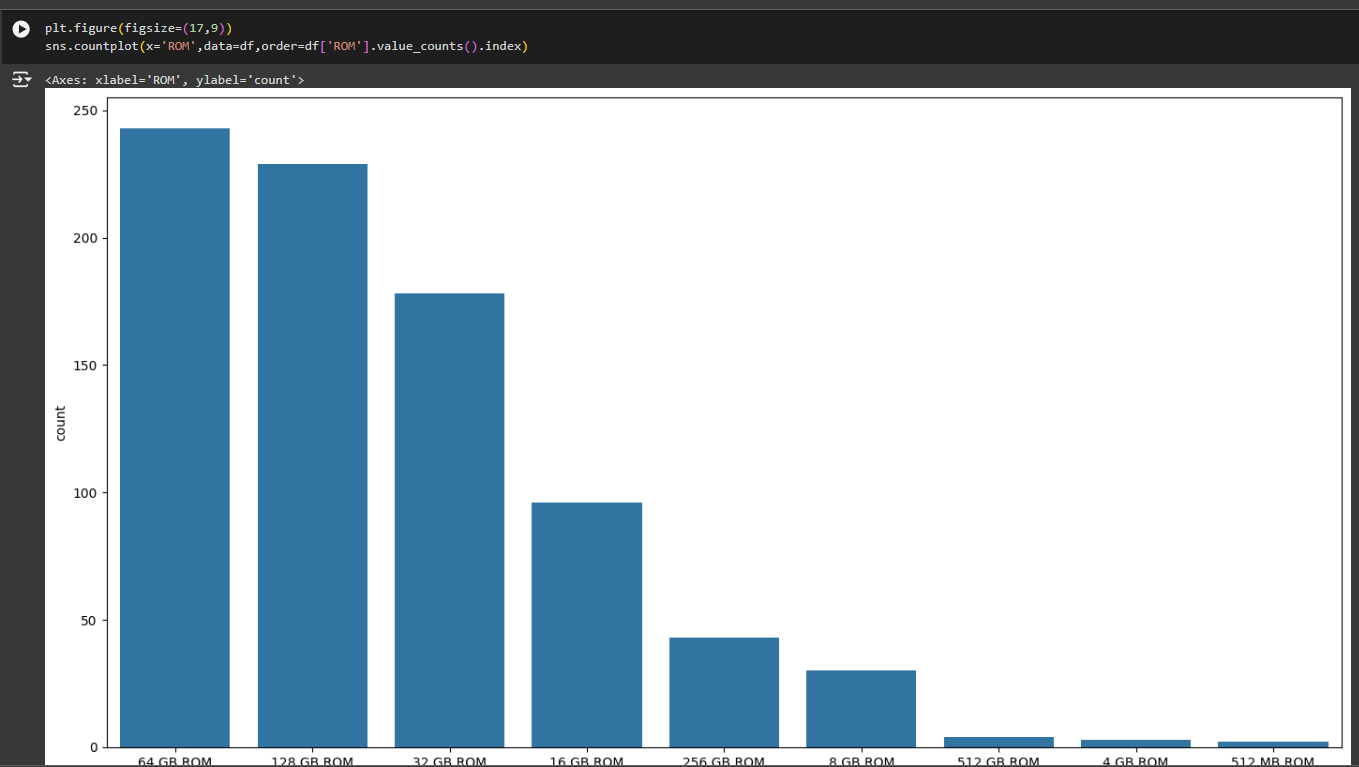 plt.figure(figsize=(17,9))
sns.countplot(x='ROM',data=df,order=df['ROM'].value_counts().index)
<Axes: xlabel='ROM', ylabel='count'>
250
200
150
100
50
0
count
64 GB ROM 128 GB ROM 32 GB ROM 16 GB ROM 256 GB ROM 8 GB ROM 512 GB ROM 4 GB ROM 512 MB ROM